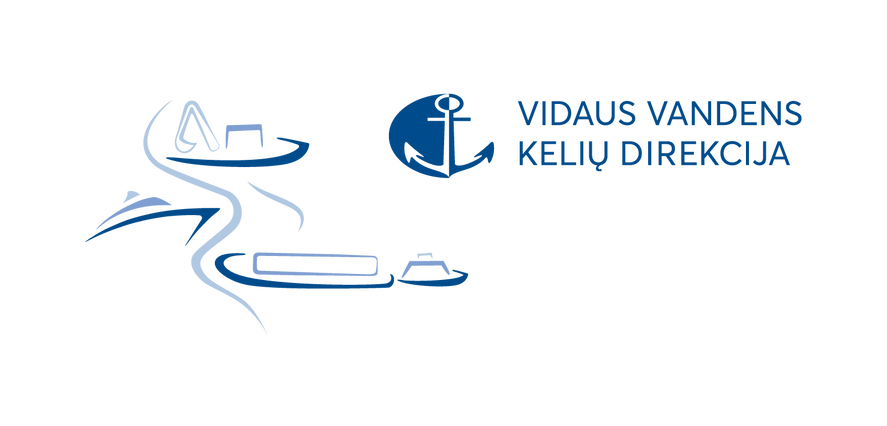 VIDAUS VANDENS
KELIŲ DIREKCIJA